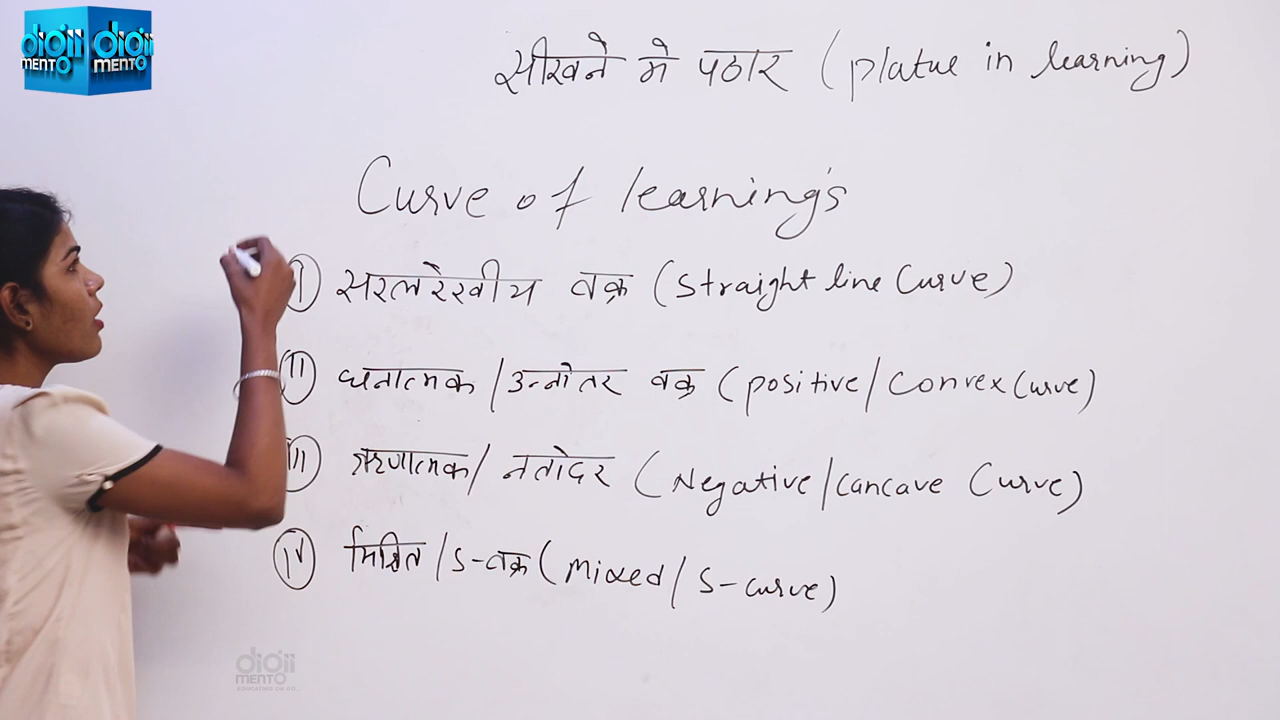 digii MENTO digii MENTO
सीखने मे पठार (platue in learning)
Curve of learning's
I सरलरेखीय वक्र (Straight line Curve)
II धनात्मक/उन्नोतर वक्र (positive/Convex Curve)
III ऋणात्मक/ नतोदर (Negative/Cancave Curve)
IV मिश्रित/S-वक्र (Mixed/ S-curve)
digii MENTO